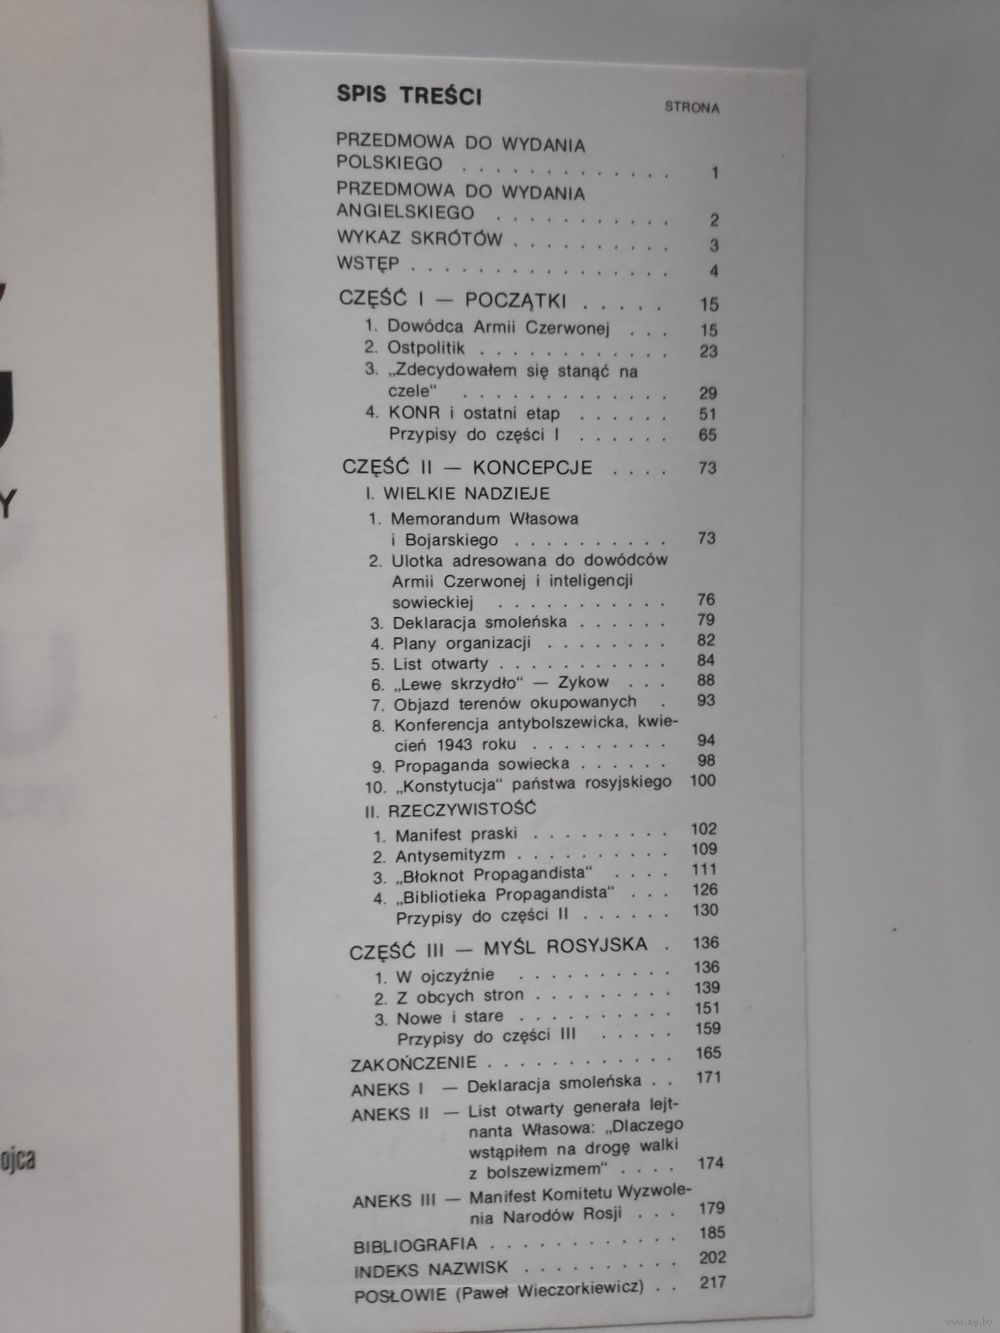 SPIS TREŚCI
STRONA
PRZEDMOWA DO WYDANIA
POLSKIEGO . . . . . . . . . . . . . 1
PRZEDMOWA DO WYDANIA
ANGIELSKIEGO . . . . . . . . . . . 2
WYKAZ SKRÓTÓW . . . . . . . . . . 3
WSTĘP . . . . . . . . . . . . . . . . 4
CZĘŚĆ I — POCZĄTKI . . . . . 15
1. Dowódca Armii Czerwonej . . . 15
2. Ostpolitik . . . . . . . . . . . . 23
3. „Zdecydowałem się stanąć na
czele“ . . . . . . . . . . . . . 29
4. KONR i ostatni etap . . . . . . 51
Przypisy do części I . . . . . . 65
CZĘŚĆ II — KONCEPCJE . . . . 73
I. WIELKIE NADZIEJE
1. Memorandum Własowa
i Bojarskiego . . . . . . . . . . 73
2. Ulotka adresowana do dowódców
Armii Czerwonej i inteligencji
sowieckiej . . . . . . . . . . . 76
3. Deklaracja smoleńska . . . . . . 79
4. Plany organizacji . . . . . . . . 82
5. List otwarty . . . . . . . . . . . 84
6. „Lewe skrzydło“ — Zykow . . . 88
7. Objazd terenów okupowanych . 93
8. Konferencja antybolszewicka, kwie-
cień 1943 roku . . . . . . . . . 94
9. Propaganda sowiecka . . . . . . 98
10. „Konstytucja“ państwa rosyjskiego 100
II. RZECZYWISTOŚĆ
1. Manifest praski . . . . . . . . . 102
2. Antysemityzm . . . . . . . . . . 109
3. „Błoknot Propagandista“ . . . . 111
4. „Bibliotieka Propagandista“ . . . 126
Przypisy do części II . . . . . . 130
CZĘŚĆ III — MYŚL ROSYJSKA . 136
1. W ojczyźnie . . . . . . . . . . 136
2. Z obcych stron . . . . . . . . . 139
3. Nowe i stare . . . . . . . . . . 151
Przypisy do części III . . . . . 159
ZAKOŃCZENIE . . . . . . . . . . . . 165
ANEKS I — Deklaracja smoleńska . . 171
ANEKS II — List otwarty generała lejt-
nanta Własowa: „Dlaczego
wstąpiłem na drogę walki
z bolszewizmem“ . . . . 174
ANEKS III — Manifest Komitetu Wyzwole-
nia Narodów Rosji . . . 179
BIBLIOGRAFIA . . . . . . . . . . . . 185
INDEKS NAZWISK . . . . . . . . . . 202
POSŁOWIE (Paweł Wieczorkiewicz) . . 217
Y
ojca
www.ay.by